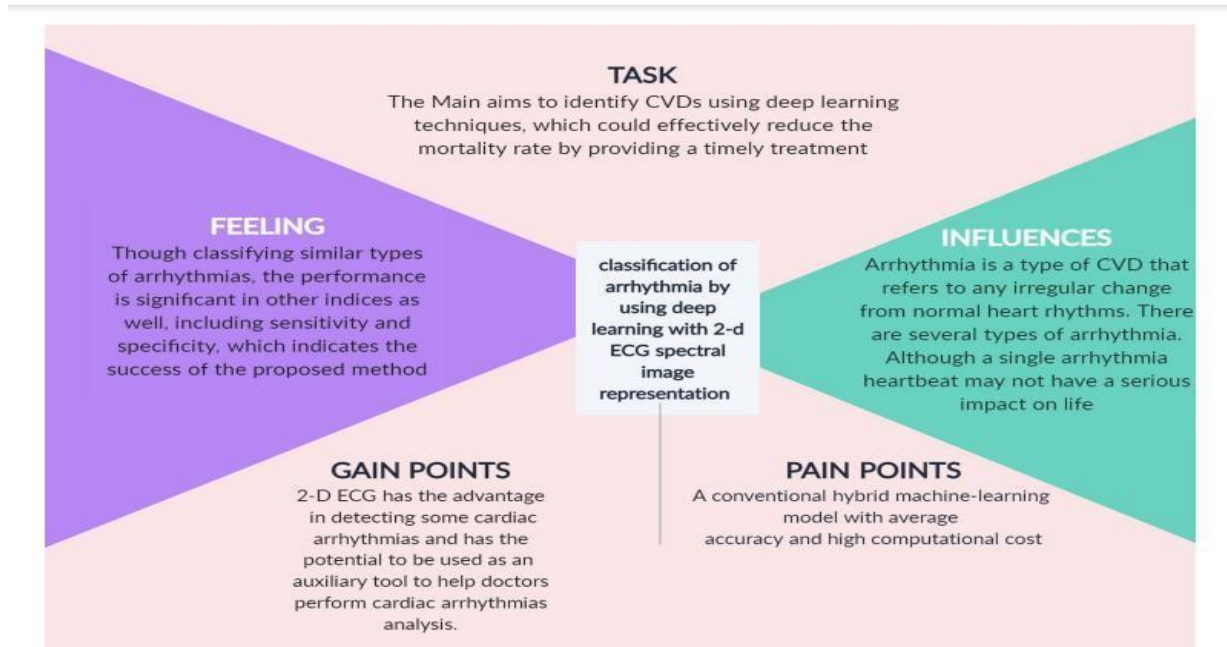 TASK
The Main aims to identify CVDs using deep learning
techniques, which could effectively reduce the
mortality rate by providing a timely treatment
FEELING
Though classifying similar types
of arrhythmias, the performance
is significant in other indices as
well, including sensitivity and
specificity, which indicates the
success of the proposed method
classification of
arrhythmia by
using deep
learning with 2-d
ECG spectral
image
representation
INFLUENCES
Arrhythmia is a type of CVD that
refers to any irregular change
from normal heart rhythms. There
are several types of arrhythmia.
Although a single arrhythmia
heartbeat may not have a serious
impact on life
GAIN POINTS
2-D ECG has the advantage
in detecting some cardiac
arrhythmias and has the
potential to be used as an
auxiliary tool to help doctors
perform cardiac arrhythmias
analysis.
PAIN POINTS
A conventional hybrid machine-learning
model with average
accuracy and high computational cost